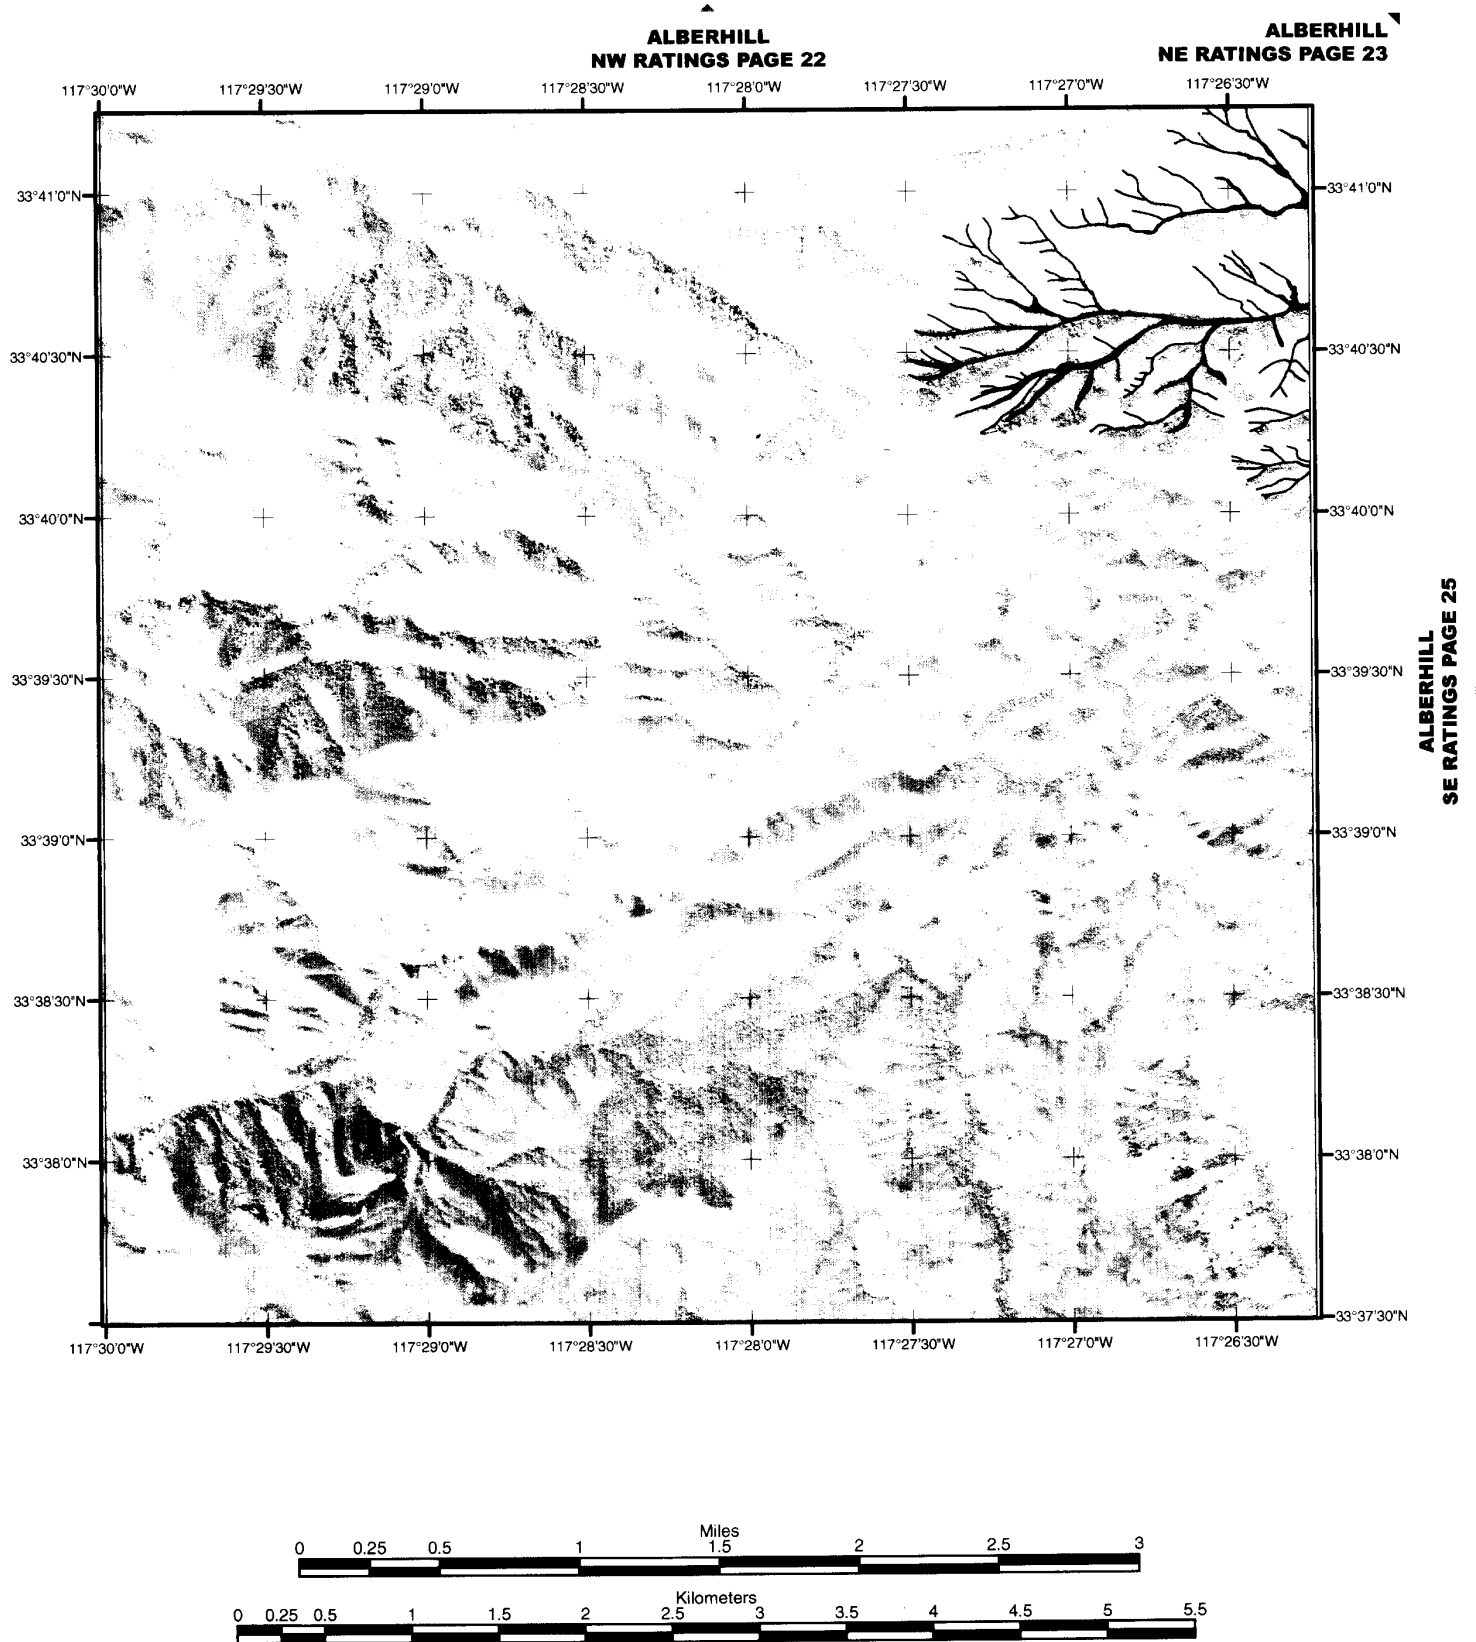 ALBERHILL
NW RATINGS PAGE 22
ALBERHILL
NE RATINGS PAGE 23
117°30'0"W 117°29'30"W 117°29'0"W 117°28'30"W 117°28'0"W 117°27'30"W 117°27'0"W 117°26'30"W
33°41'0"N 33°41'0"N
33°40'30"N 33°40'30"N
33°40'0"N 33°40'0"N
33°39'30"N 33°39'30"N
33°39'0"N 33°39'0"N
33°38'30"N 33°38'30"N
33°38'0"N 33°38'0"N
33°37'30"N
ALBERHILL
SE RATINGS PAGE 25
117°30'0"W 117°29'30"W 117°29'0"W 117°28'30"W 117°28'0"W 117°27'30"W 117°27'0"W 117°26'30"W
Miles
0 0.25 0.5 1 1.5 2 2.5 3
Kilometers
0 0.25 0.5 1 1.5 2 2.5 3 3.5 4 4.5 5 5.5